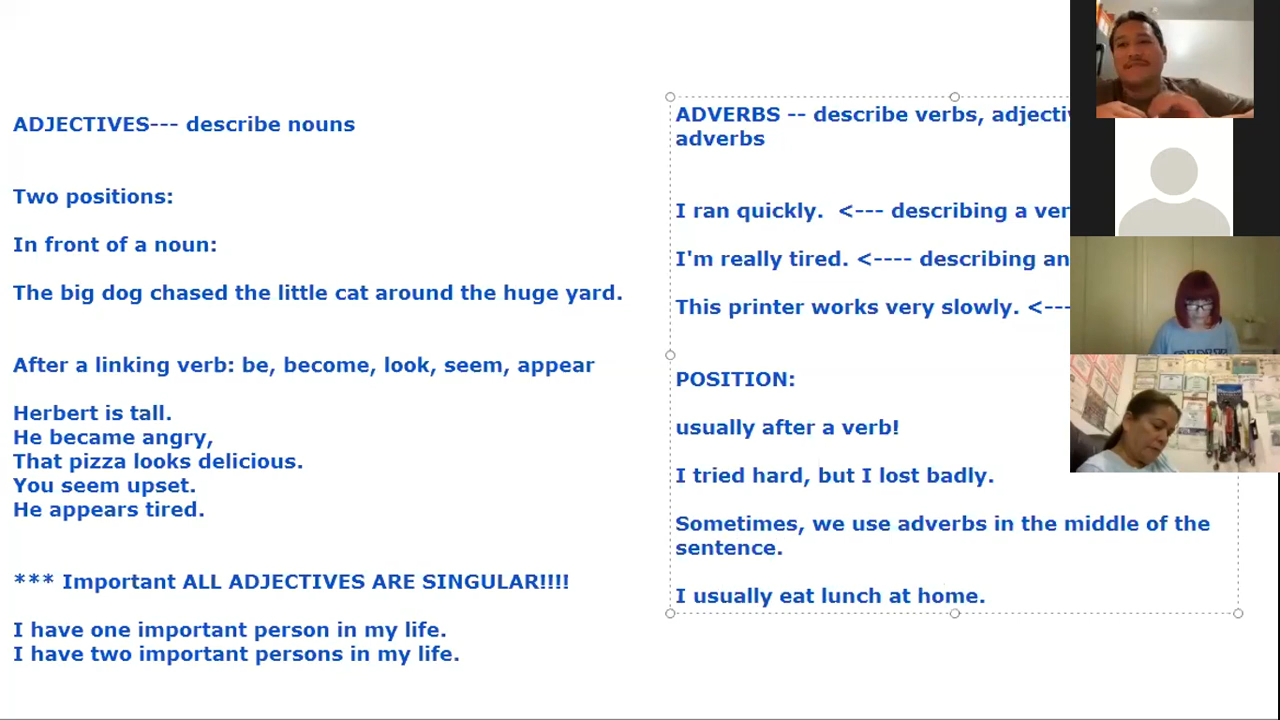 ADJECTIVES--- describe nouns
Two positions:
In front of a noun:
The big dog chased the little cat around the huge yard.
After a linking verb: be, become, look, seem, appear
Herbert is tall.
He became angry,
That pizza looks delicious.
You seem upset.
He appears tired.
*** Important ALL ADJECTIVES ARE SINGULAR!!!!
I have one important person in my life.
I have two important persons in my life.
ADVERBS -- describe verbs,
adverbs
I ran quickly.  <--- describing a
I'm really tired. <---- describing an
This printer works very slowly. <---
POSITION:
usually after a verb!
I tried hard, but I lost badly.
Sometimes, we use adverbs in the middle of the
sentence.
I usually eat lunch at home.